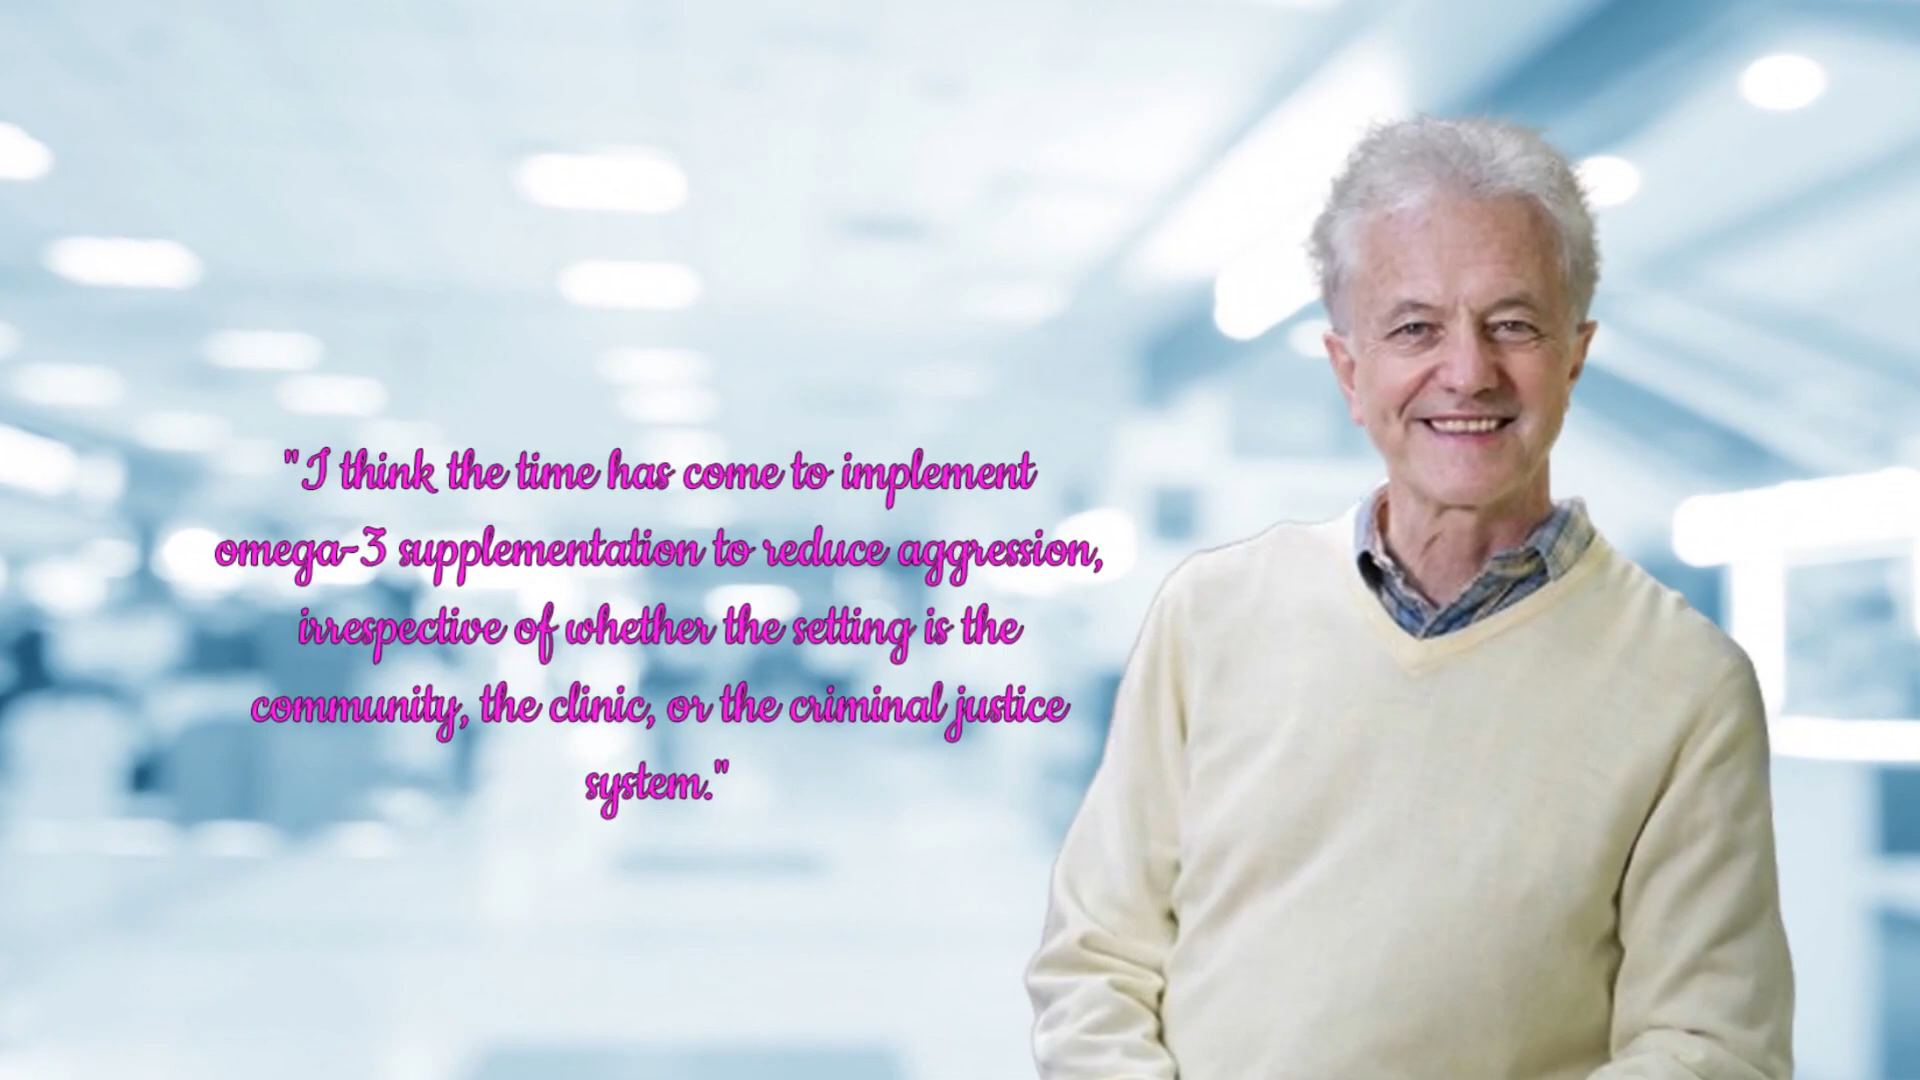 "I think the time has come to implement
omega-3 supplementation to reduce aggression,
irrespective of whether the setting is the
community, the clinic, or the criminal justice
system."